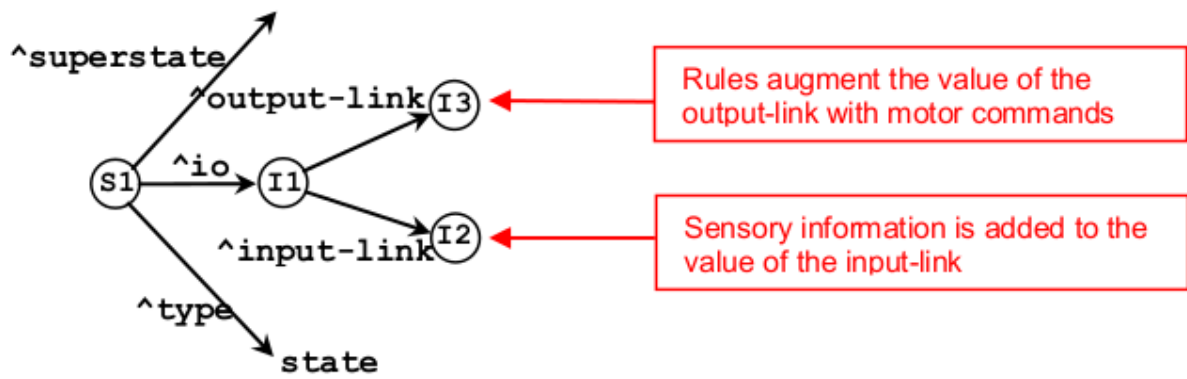 ^superstate
^output-link
I3
Rules augment the value of the
output-link with motor commands
S1
^io
I1
^input-link
I2
Sensory information is added to the
value of the input-link
^type
state